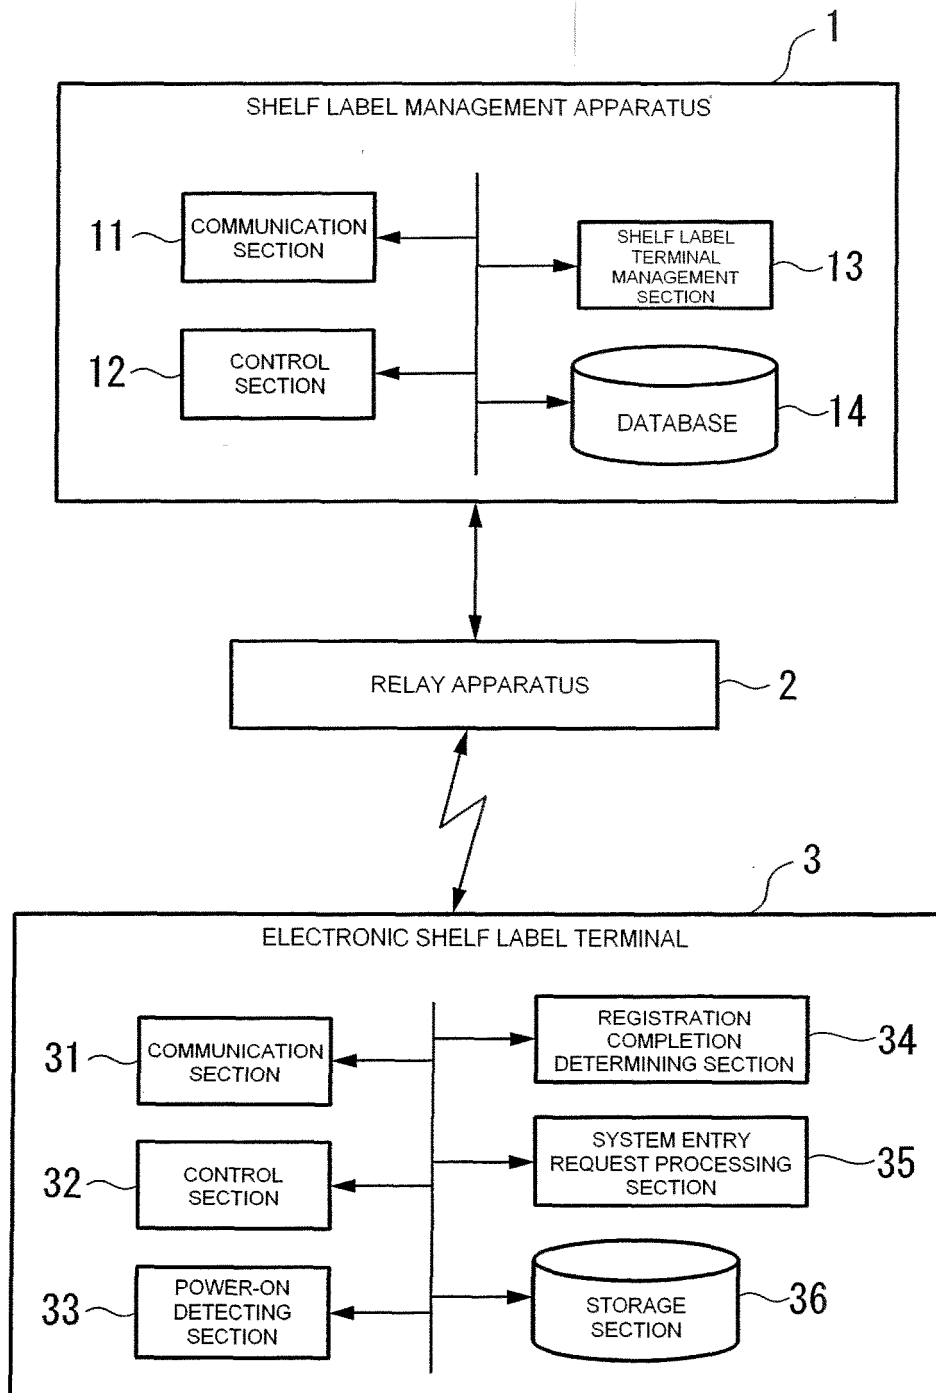 1
SHELF LABEL MANAGEMENT APPARATUS
11
COMMUNICATION
SECTION
SHELF LABEL
TERMINAL
MANAGEMENT
SECTION
13
12
CONTROL
SECTION
DATABASE
14
RELAY APPARATUS
2
3
ELECTRONIC SHELF LABEL TERMINAL
31
COMMUNICATION
SECTION
REGISTRATION
COMPLETION
DETERMINING SECTION
34
32
CONTROL
SECTION
SYSTEM ENTRY
REQUEST PROCESSING
SECTION
35
33
POWER-ON
DETECTING
SECTION
STORAGE
SECTION
36